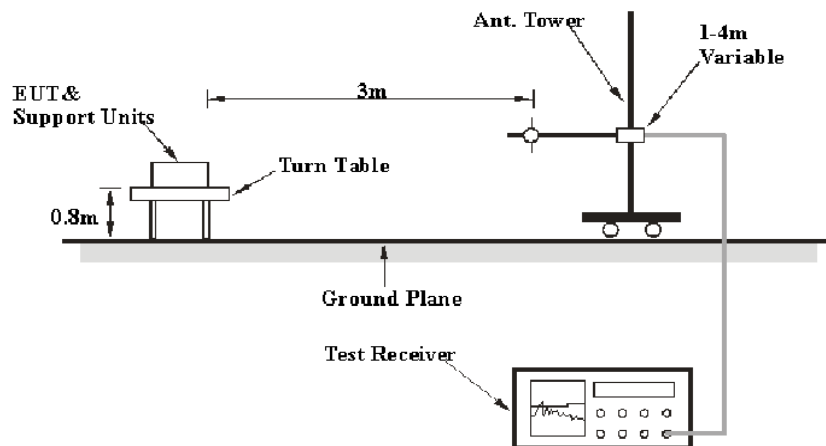 Ant. Tower
1-4m
Variable
EUT&
Support Units
3m
Turn Table
0.8m
Ground Plane
Test Receiver